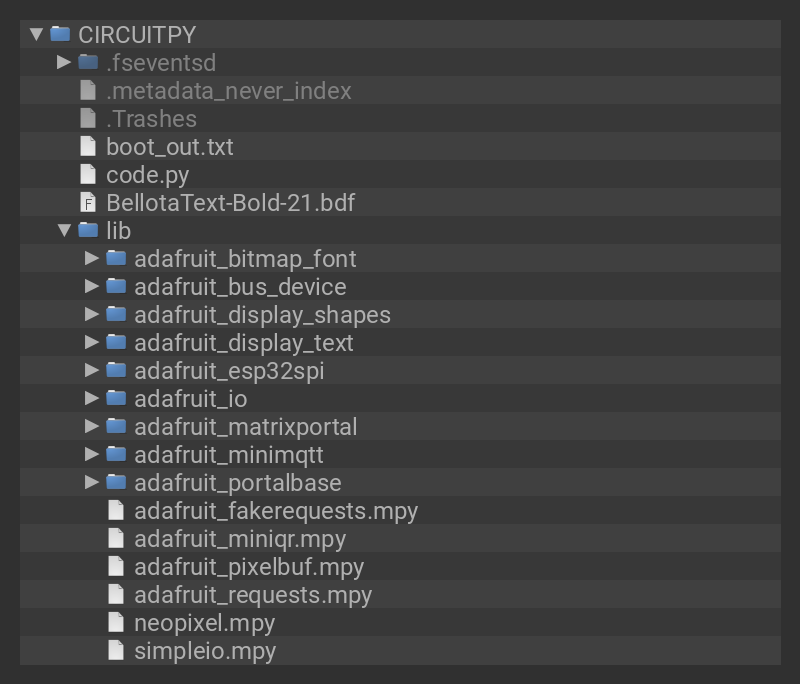 CIRCUITPY
.fseventsd
.metadata_never_index
.Trashes
boot_out.txt
code.py
F BellotaText-Bold-21.bdf
lib
adafruit_bitmap_font
adafruit_bus_device
adafruit_display_shapes
adafruit_display_text
adafruit_esp32spi
adafruit_io
adafruit_matrixportal
adafruit_minimqtt
adafruit_portalbase
adafruit_fakerequests.mpy
adafruit_miniqr.mpy
adafruit_pixelbuf.mpy
adafruit_requests.mpy
neopixel.mpy
simpleio.mpy